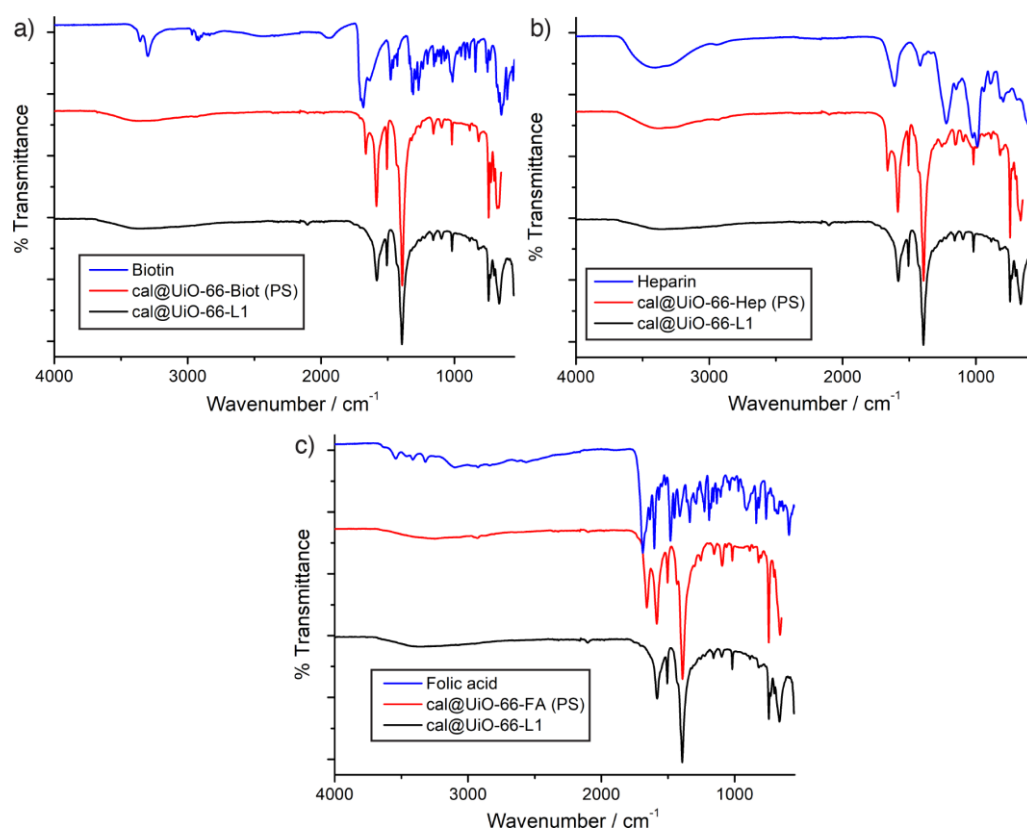 a)
% Transmittance
Biotin
cal@UiO-66-Biot (PS)
cal@UiO-66-L1
4000 3000 2000 1000
Wavenumber / cm⁻¹
b)
% Transmittance
Heparin
cal@UiO-66-Hep (PS)
cal@UiO-66-L1
4000 3000 2000 1000
Wavenumber / cm⁻¹
c)
% Transmittance
Folic acid
cal@UiO-66-FA (PS)
cal@UiO-66-L1
4000 3000 2000 1000
Wavenumber / cm⁻¹